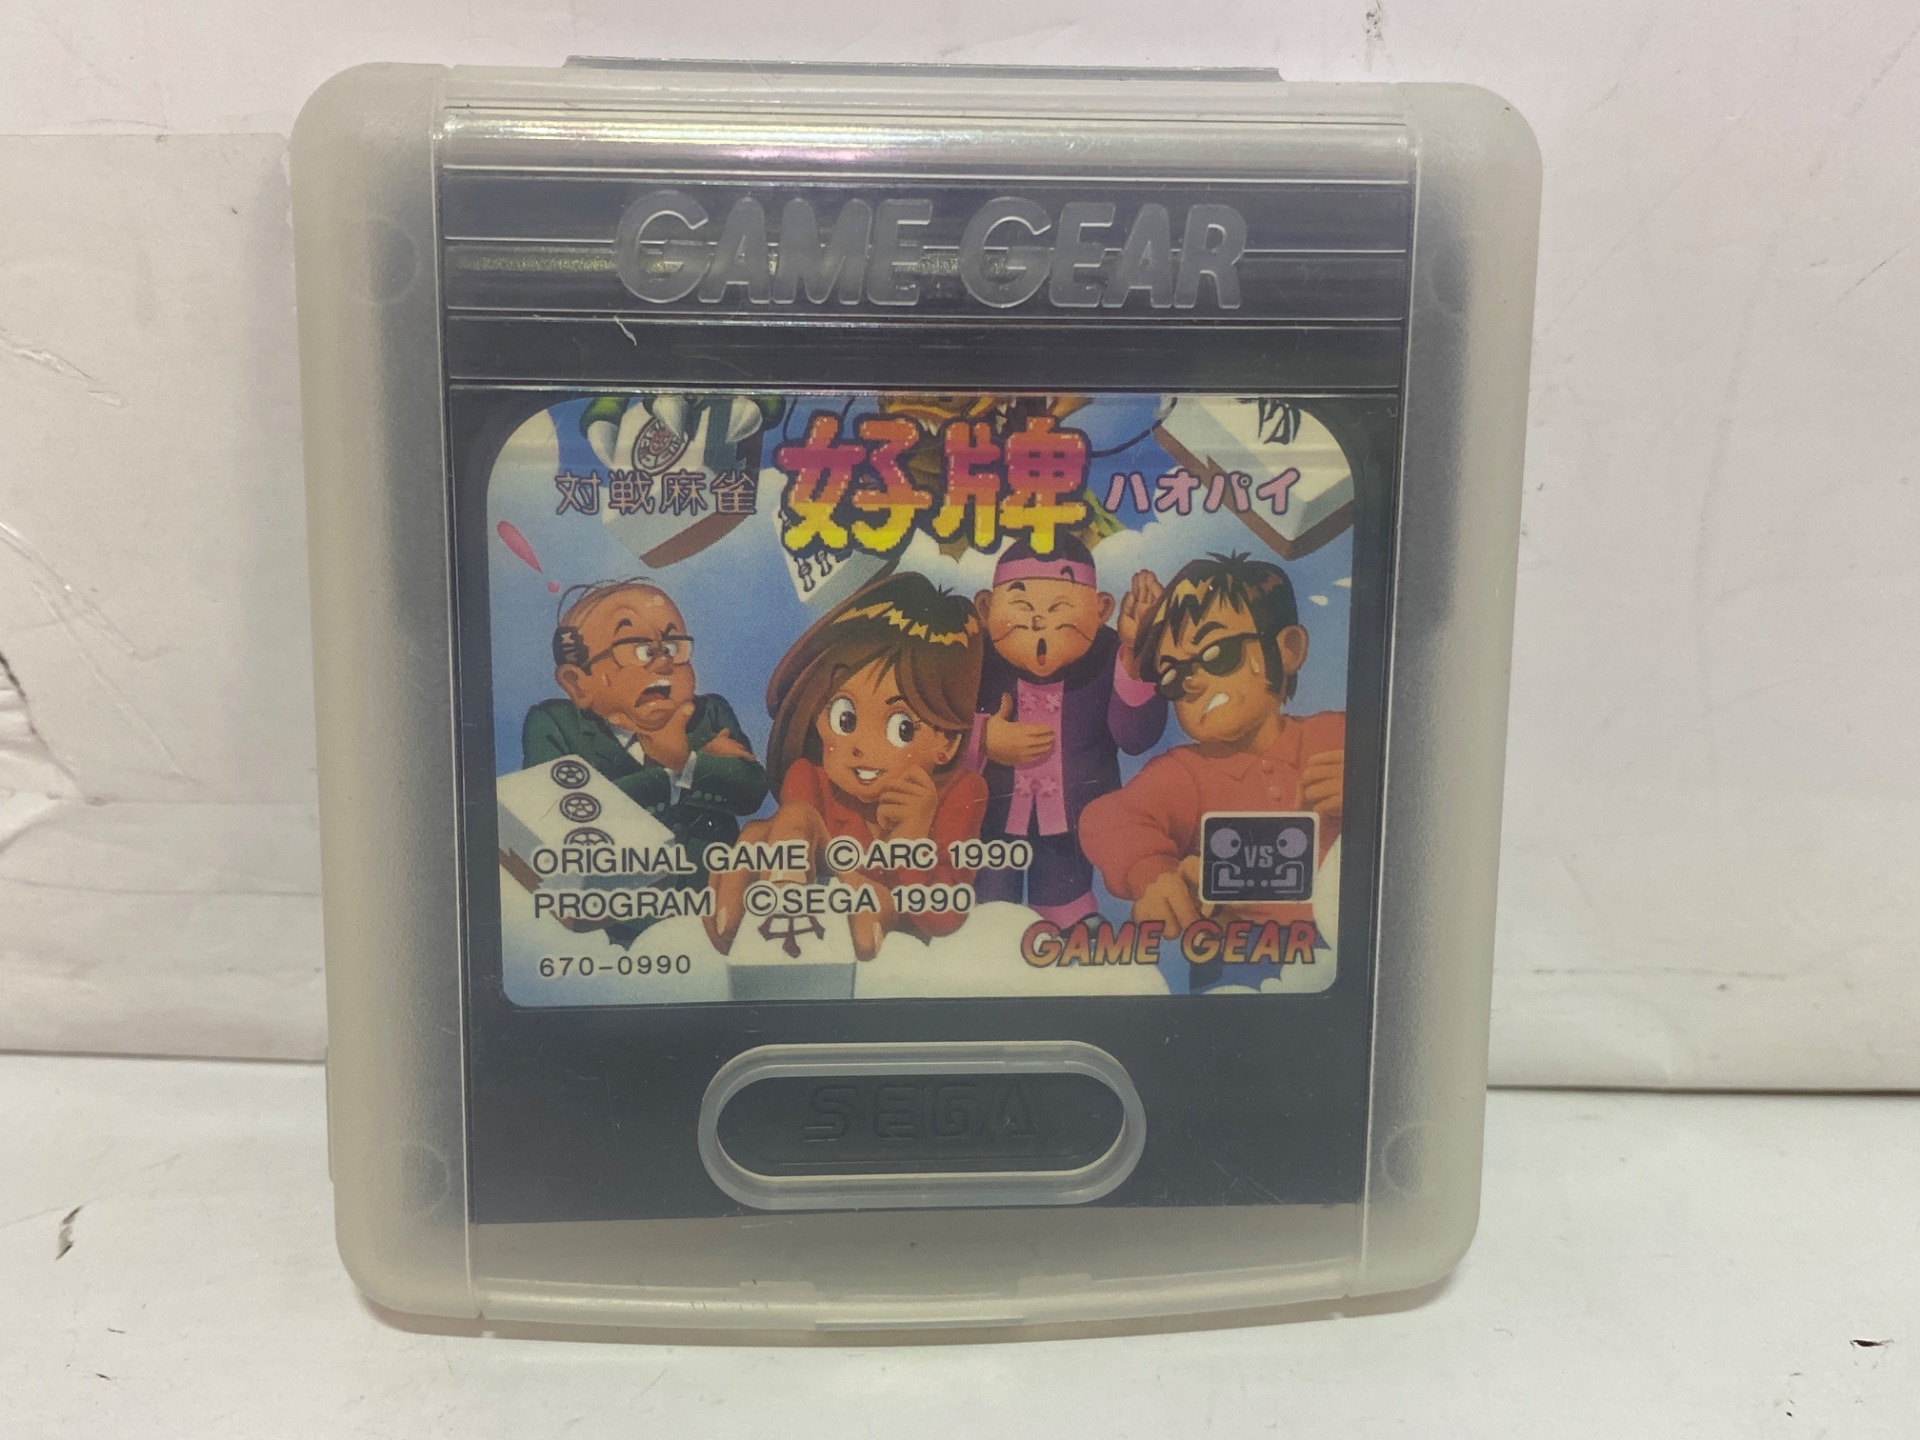 GAME GEAR
対戦麻雀 好牌 ハオパイ
ORIGINAL GAME ©ARC 1990
PROGRAM ©SEGA 1990
VS
中
670-0990
GAME GEAR
SEGA